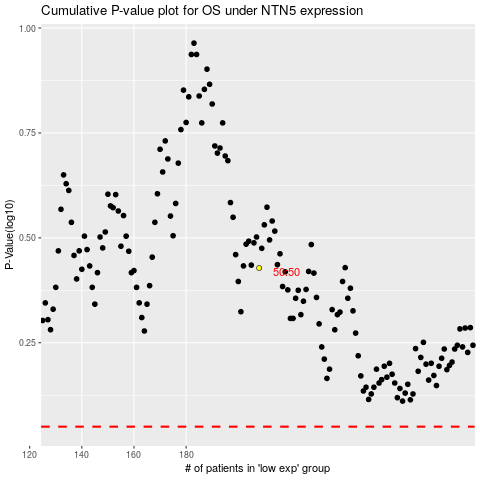 Cumulative P-value plot for OS under NTN5 expression
1.00
0.75
0.50
0.25
P-Value(log10)
50:50
120 140 160 180
# of patients in 'low exp' group